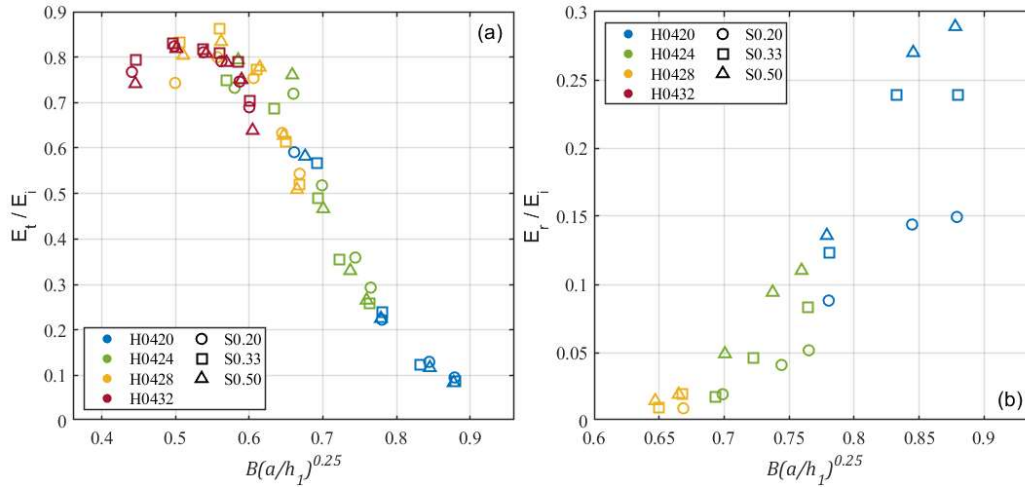 (a)
E_t / E_i
0.9
0.8
0.7
0.6
0.5
0.4
0.3
0.2
0.1
0
0.4 0.5 0.6 0.7 0.8 0.9
B(a/h_1)^0.25
H0420 S0.20
H0424 S0.33
H0428 S0.50
H0432
(b)
E_r / E_i
0.3
0.25
0.2
0.15
0.1
0.05
0
0.6 0.65 0.7 0.75 0.8 0.85 0.9
B(a/h_1)^0.25
H0420 S0.20
H0424 S0.33
H0428 S0.50
H0432